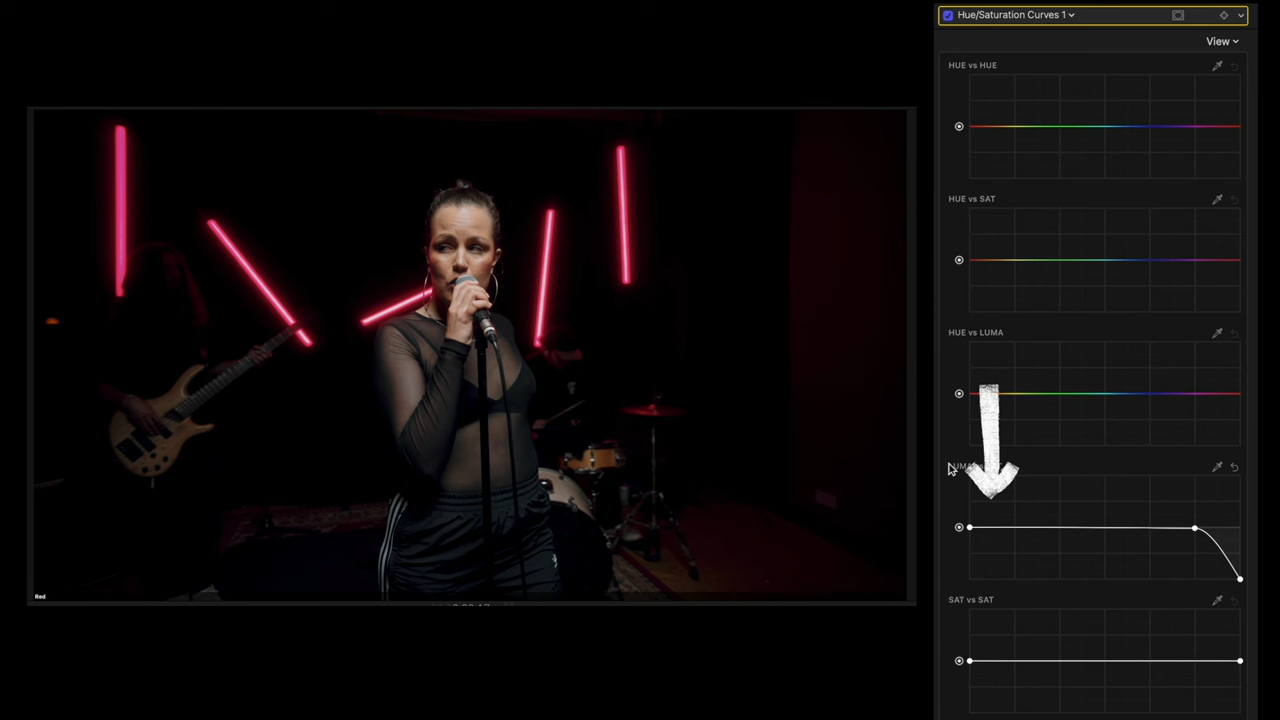 Hue/Saturation Curves 1
View
HUE vs HUE
HUE vs SAT
HUE vs LUMA
SAT vs SAT
Red